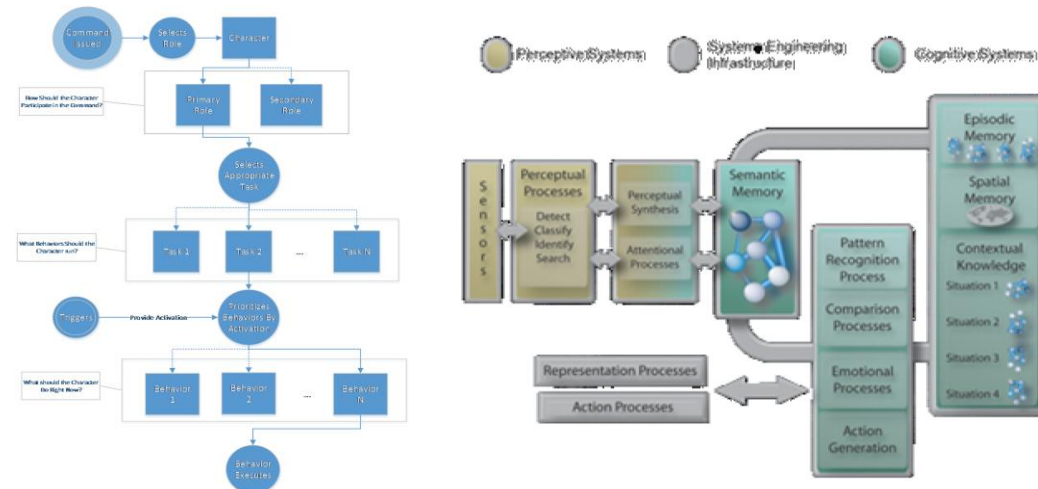 Command
Issued
Selects
Role
Character
How Should the Character
Participate in the Command?
Primary
Role
Secondary
Role
Selects
Appropriate
Task
What Behaviors Should the
Character run?
Task 1
Task 2
...
Task N
Triggers
Provide Activation
Prioritizes
Behaviors By
Activation
What should the Character
Do Right Now?
Behavior
1
Behavior
2
...
Behavior
N
Behavior
Executes
Perceptive Systems
Systems Engineering
Infrastructure
Cognitive Systems
Sensors
Perceptual
Processes
Detect
Classify
Identify
Search
Perceptual
Synthesis
Attentional
Processes
Semantic
Memory
Episodic
Memory
Spatial
Memory
Contextual
Knowledge
Situation 1
Situation 2
Situation 3
Situation 4
Pattern
Recognition
Process
Comparison
Processes
Emotional
Processes
Action
Generation
Representation Processes
Action Processes